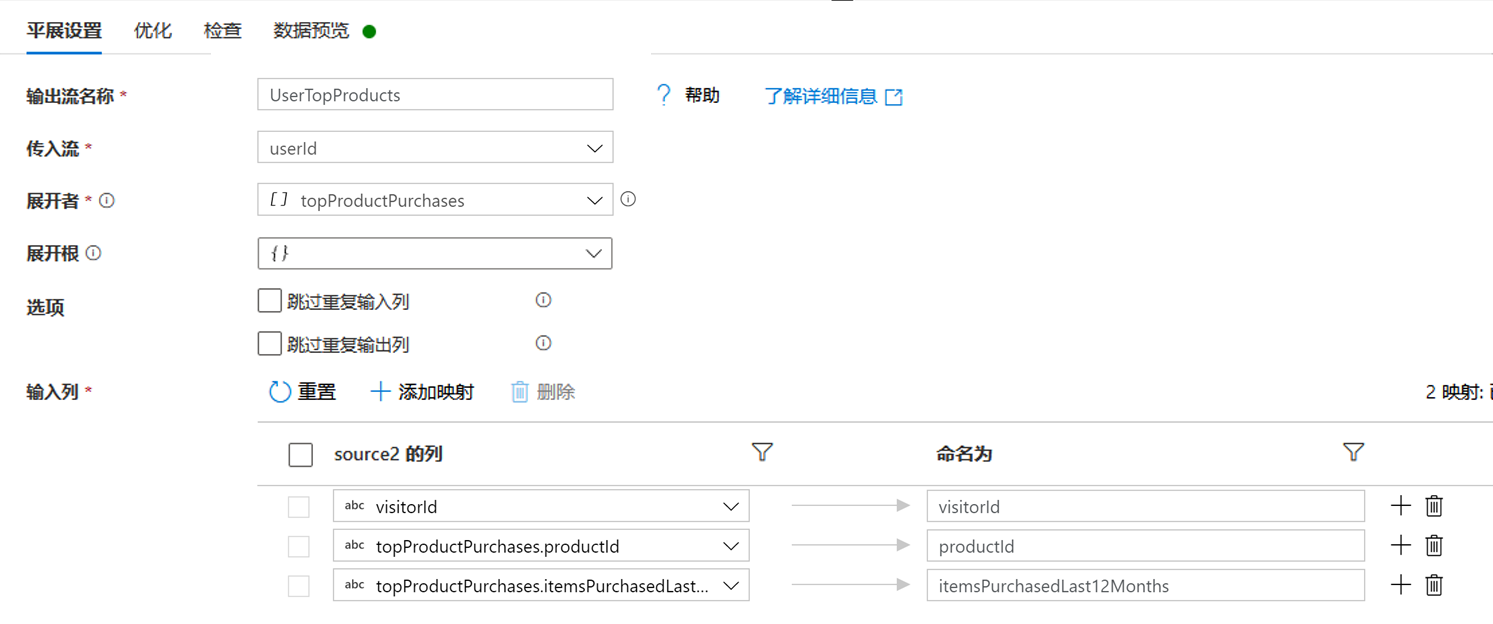 平展设置 优化 检查 数据预览
输出流名称 * UserTopProducts ? 帮助 了解详细信息
传入流 * userId
展开者 * [] topProductPurchases
展开根 {}
选项 跳过重复输入列
跳过重复输出列
输入列 * 重置 添加映射 删除 2 映射:
source2 的列 命名为
abc visitorId visitorId
abc topProductPurchases.productId productId
abc topProductPurchases.itemsPurchasedLast... itemsPurchasedLast12Months